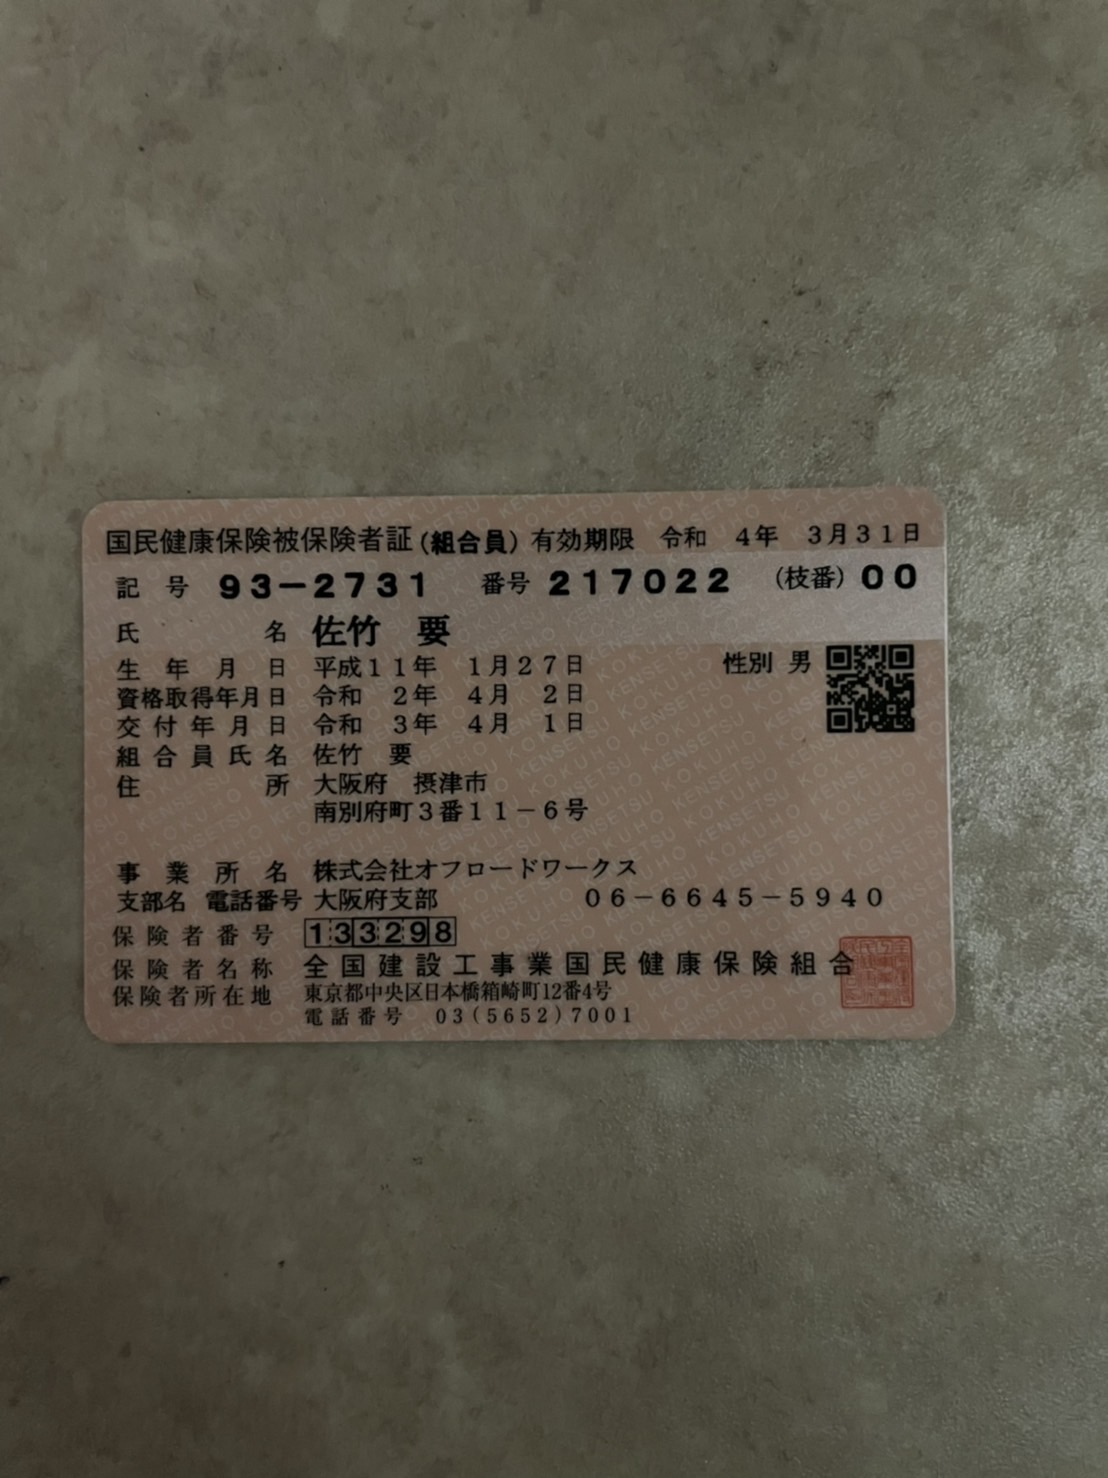 国民健康保険被保険者証(組合員) 有効期限 令和 4年 3月31日
記号 93-2731 番号 217022 (枝番) 00
氏名 佐竹 要
生年月日 平成11年 1月27日 性別 男
資格取得年月日 令和 2年 4月 2日
交付年月日 令和 3年 4月 1日
組合員氏名 佐竹 要
住所 大阪府 摂津市
南別府町3番11-6号
事業所名 株式会社オフロードワークス
支部名 電話番号 大阪府支部 06-6645-5940
保険者番号 133298
保険者名称 全国建設工事業国民健康保険組合
保険者所在地 東京都中央区日本橋箱崎町12番4号
電話番号 03(5652)7001